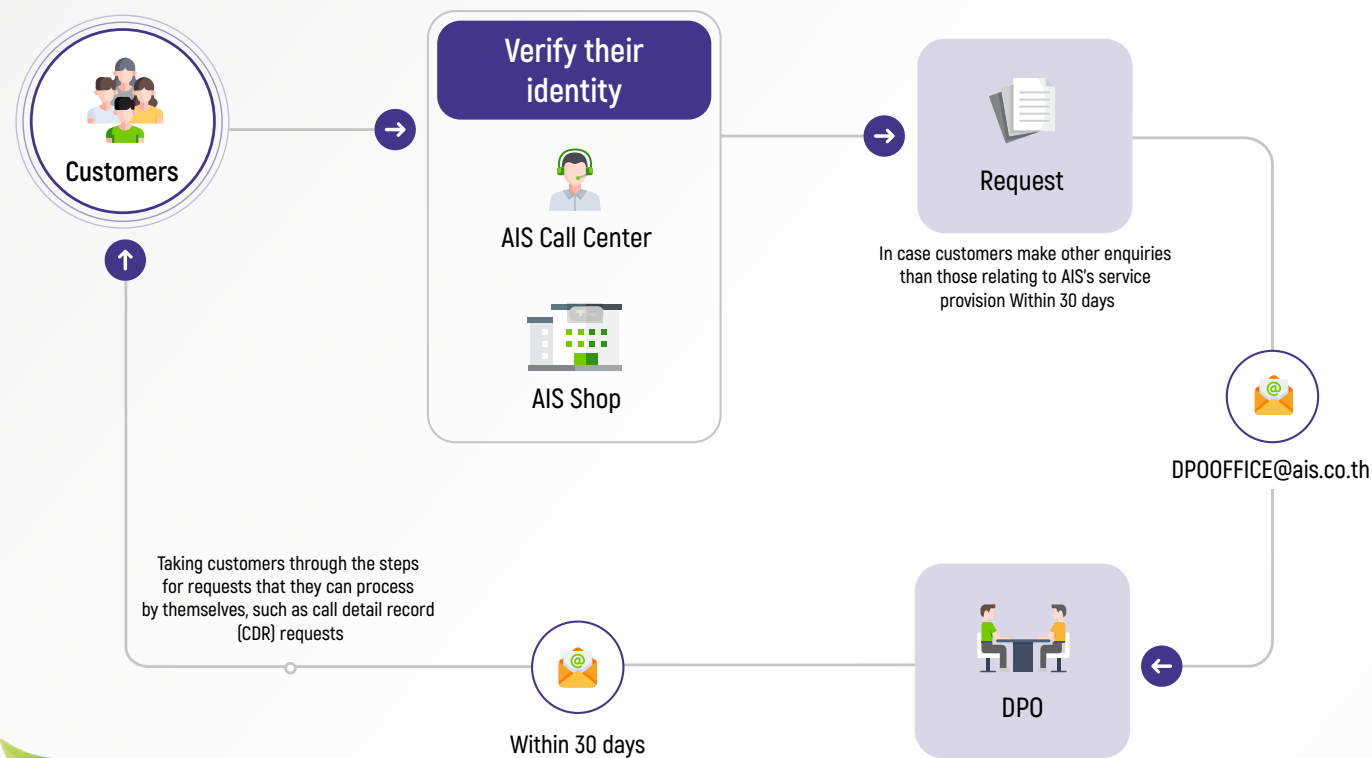 Customers
Verify their
identity
AIS Call Center
AIS Shop
Request
In case customers make other enquiries
than those relating to AIS's service
provision Within 30 days
@
DPOOFFICE@ais.co.th
DPO
@
Within 30 days
Taking customers through the steps
for requests that they can process
by themselves, such as call detail record
(CDR) requests